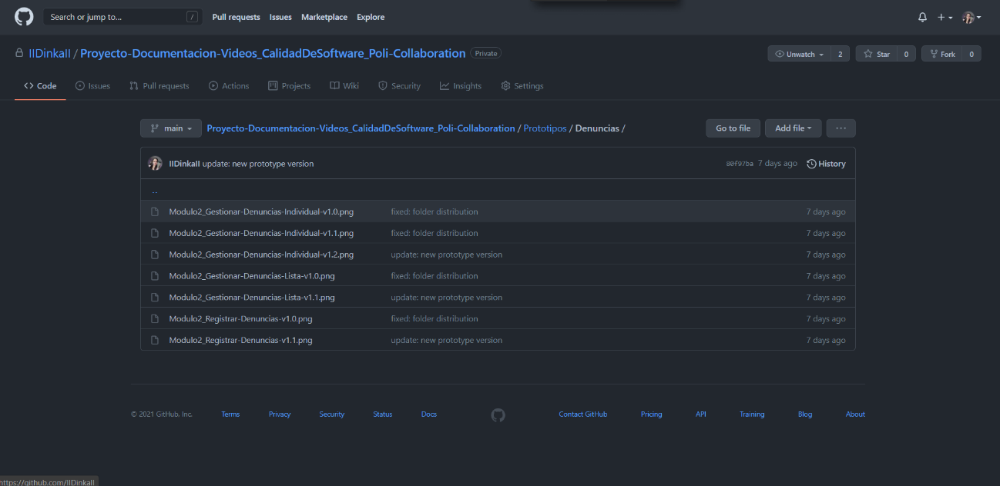 Search or jump to... / Pull requests Issues Marketplace Explore
IIDinkaII / Proyecto-Documentacion-Videos_CalidadDeSoftware_Poli-Collaboration Private Unwatch 2 Star 0 Fork 0
Code Issues Pull requests Actions Projects Wiki Security Insights Settings
main Proyecto-Documentacion-Videos_CalidadDeSoftware_Poli-Collaboration / Prototipos / Denuncias / Go to file Add file ...
IIDinkaII update: new prototype version 80f97ba 7 days ago History
..
Modulo2_Gestionar-Denuncias-Individual-v1.0.png fixed: folder distribution 7 days ago
Modulo2_Gestionar-Denuncias-Individual-v1.1.png fixed: folder distribution 7 days ago
Modulo2_Gestionar-Denuncias-Individual-v1.2.png update: new prototype version 7 days ago
Modulo2_Gestionar-Denuncias-Lista-v1.0.png fixed: folder distribution 7 days ago
Modulo2_Gestionar-Denuncias-Lista-v1.1.png update: new prototype version 7 days ago
Modulo2_Registrar-Denuncias-v1.0.png fixed: folder distribution 7 days ago
Modulo2_Registrar-Denuncias-v1.1.png update: new prototype version 7 days ago
© 2021 GitHub, Inc. Terms Privacy Security Status Docs Contact GitHub Pricing API Training Blog About
https://github.com/IIDinkaII